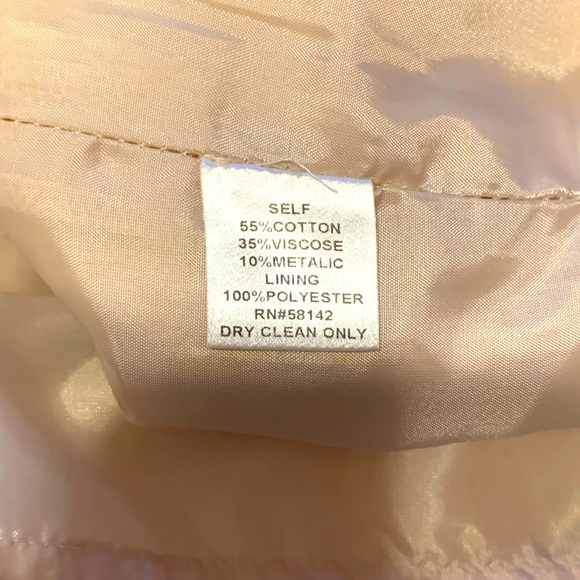 SELF
55%COTTON
35%VISCOSE
10%METALIC
LINING
100%POLYESTER
RN#58142
DRY CLEAN ONLY